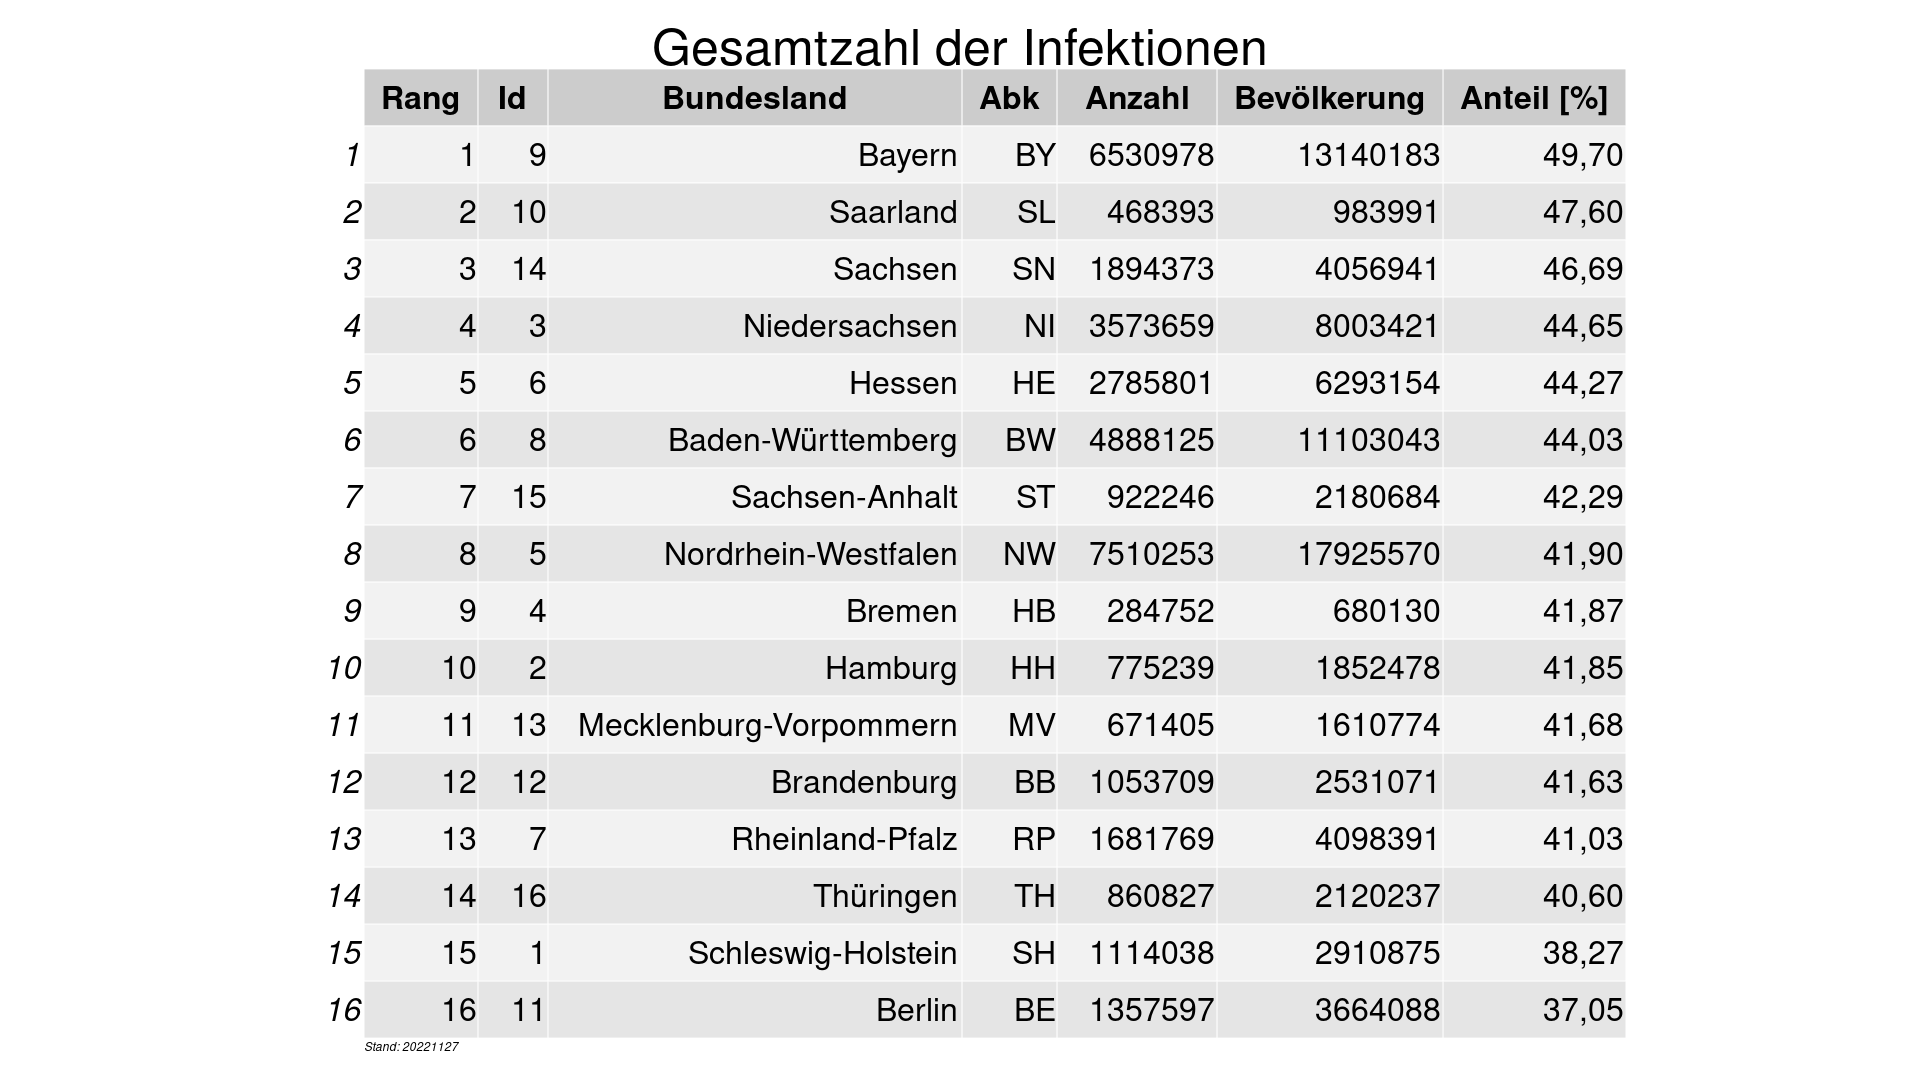 Gesamtzahl der Infektionen
Rang Id Bundesland Abk Anzahl Bevölkerung Anteil [%]
1 1 9 Bayern BY 6530978 13140183 49,70
2 2 10 Saarland SL 468393 983991 47,60
3 3 14 Sachsen SN 1894373 4056941 46,69
4 4 3 Niedersachsen NI 3573659 8003421 44,65
5 5 6 Hessen HE 2785801 6293154 44,27
6 6 8 Baden-Württemberg BW 4888125 11103043 44,03
7 7 15 Sachsen-Anhalt ST 922246 2180684 42,29
8 8 5 Nordrhein-Westfalen NW 7510253 17925570 41,90
9 9 4 Bremen HB 284752 680130 41,87
10 10 2 Hamburg HH 775239 1852478 41,85
11 11 13 Mecklenburg-Vorpommern MV 671405 1610774 41,68
12 12 12 Brandenburg BB 1053709 2531071 41,63
13 13 7 Rheinland-Pfalz RP 1681769 4098391 41,03
14 14 16 Thüringen TH 860827 2120237 40,60
15 15 1 Schleswig-Holstein SH 1114038 2910875 38,27
16 16 11 Berlin BE 1357597 3664088 37,05
Stand: 20221127